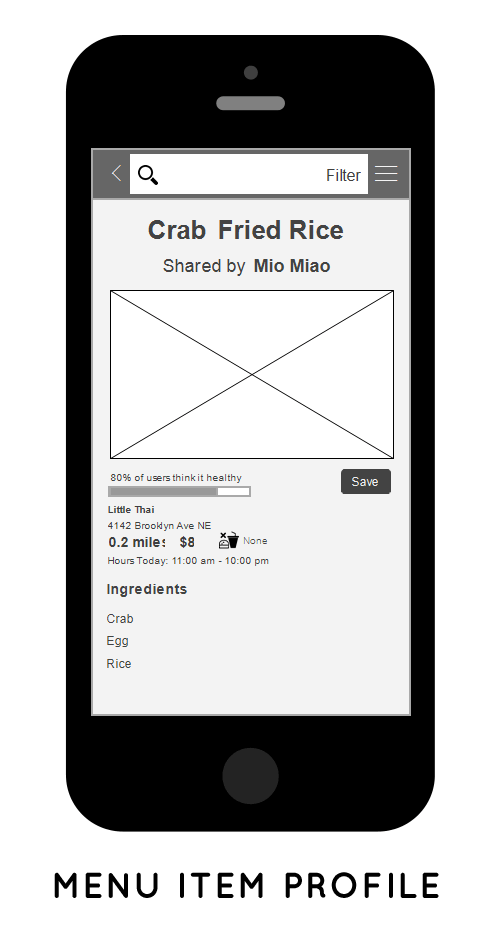 Filter
Crab Fried Rice
Shared by Mio Miao
80% of users think it healthy
Save
Little Thai
4142 Brooklyn Ave NE
0.2 miles $8 None
Hours Today: 11:00 am - 10:00 pm
Ingredients
Crab
Egg
Rice
MENU ITEM PROFILE